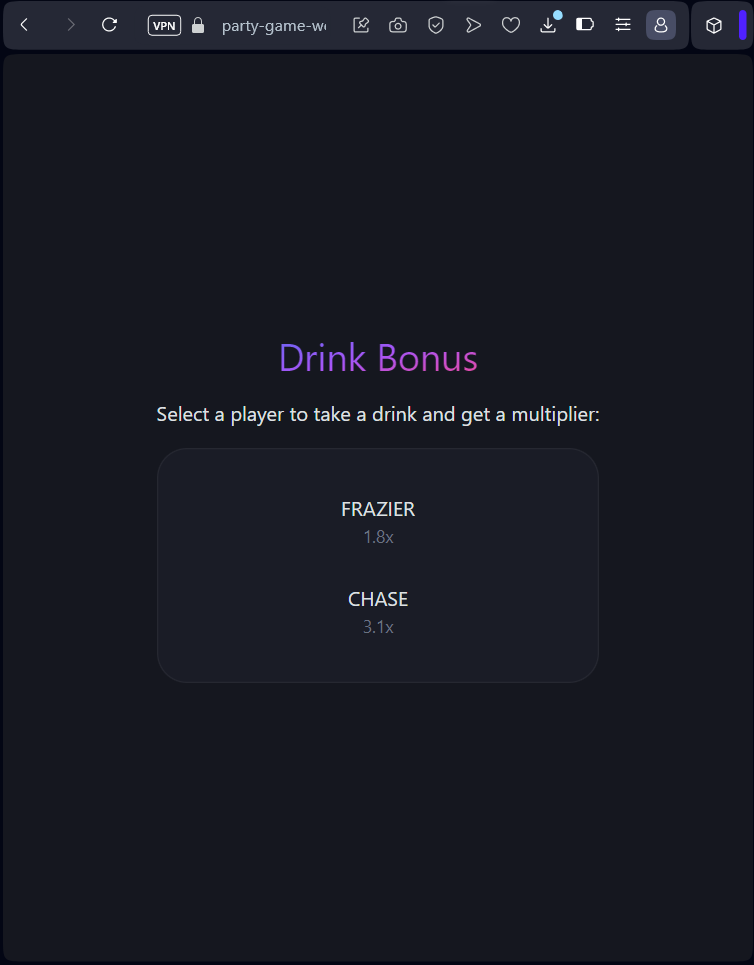 VPN
party-game-we
Drink Bonus
Select a player to take a drink and get a multiplier:
FRAZIER
1.8x
CHASE
3.1x